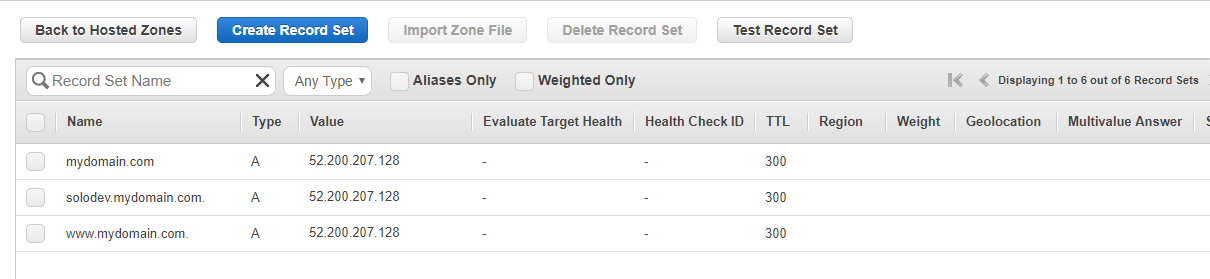 Back to Hosted Zones Create Record Set Import Zone File Delete Record Set Test Record Set
Record Set Name Any Type Aliases Only Weighted Only Displaying 1 to 6 out of 6 Record Sets
Name Type Value Evaluate Target Health Health Check ID TTL Region Weight Geolocation Multivalue Answer S
mydomain.com A 52.200.207.128 - - 300
solodev.mydomain.com. A 52.200.207.128 - - 300
www.mydomain.com. A 52.200.207.128 - - 300